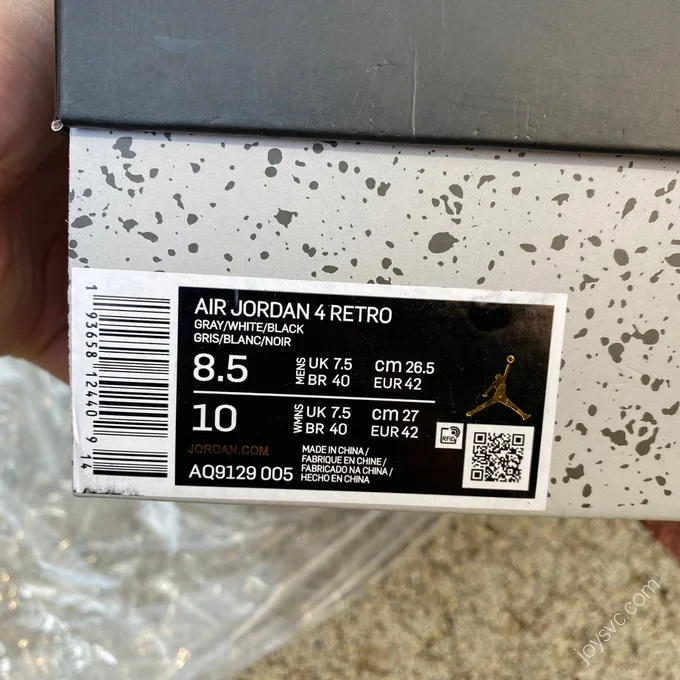 AIR JORDAN 4 RETRO
GRAY/WHITE/BLACK
GRIS/BLANC/NOIR
8.5 MENS UK 7.5 cm 26.5
BR 40 EUR 42
10 WMNS UK 7.5 cm 27
BR 40 EUR 42
JORDAN.COM
AQ9129 005
MADE IN CHINA /
FABRIQUE EN CHINE /
FABRICADO NA CHINA /
HECHO EN CHINA
RFID
1 93658 12440 9 14
joysvc.com